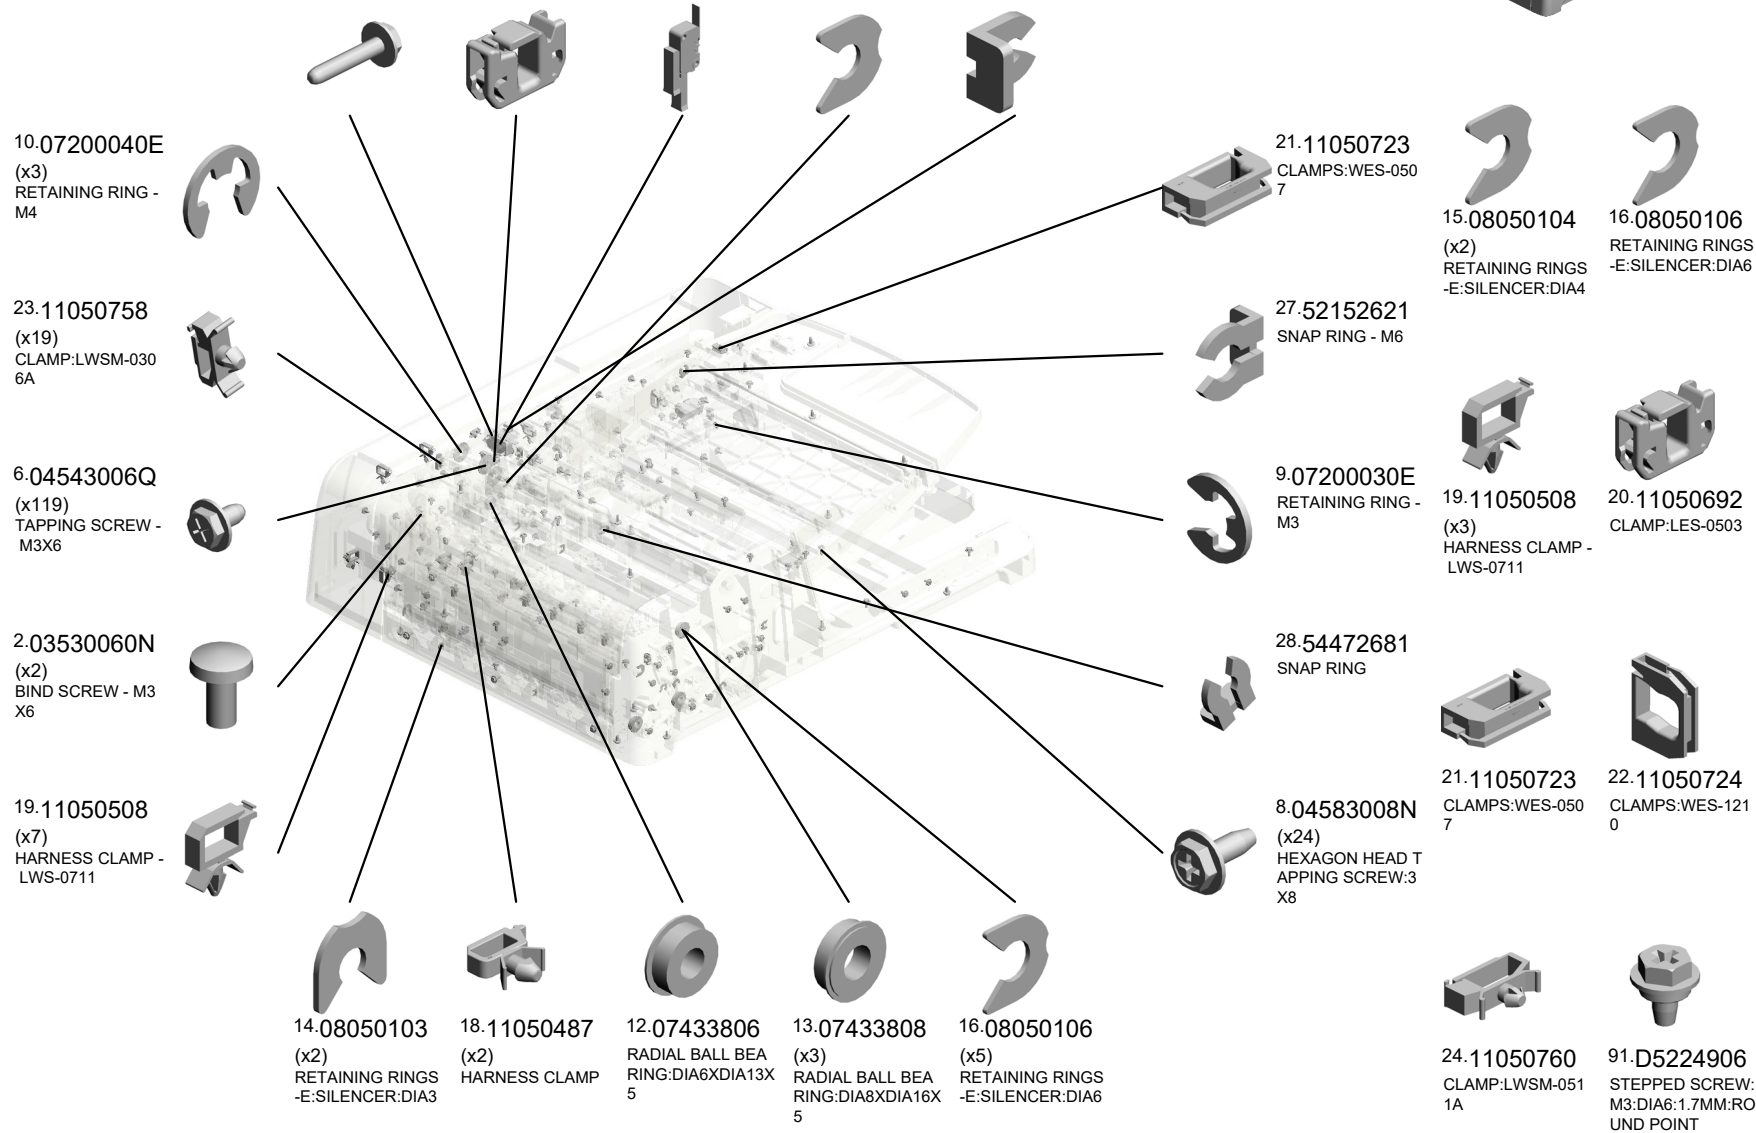 10.07200040E
(x3)
RETAINING RING -
M4
23.11050758
(x19)
CLAMP:LWSM-030
6A
6.04543006Q
(x119)
TAPPING SCREW -
M3X6
2.03530060N
(x2)
BIND SCREW - M3
X6
19.11050508
(x7)
HARNESS CLAMP -
LWS-0711
14.08050103
(x2)
RETAINING RINGS
-E:SILENCER:DIA3
18.11050487
(x2)
HARNESS CLAMP
12.07433806
RADIAL BALL BEA
RING:DIA6XDIA13X
5
13.07433808
(x3)
RADIAL BALL BEA
RING:DIA8XDIA16X
5
16.08050106
(x5)
RETAINING RINGS
-E:SILENCER:DIA6
21.11050723
CLAMPS:WES-050
7
27.52152621
SNAP RING - M6
9.07200030E
RETAINING RING -
M3
28.54472681
SNAP RING
8.04583008N
(x24)
HEXAGON HEAD T
APPING SCREW:3
X8
15.08050104
(x2)
RETAINING RINGS
-E:SILENCER:DIA4
16.08050106
RETAINING RINGS
-E:SILENCER:DIA6
19.11050508
(x3)
HARNESS CLAMP -
LWS-0711
20.11050692
CLAMP:LES-0503
21.11050723
CLAMPS:WES-050
7
22.11050724
CLAMPS:WES-121
0
24.11050760
CLAMP:LWSM-051
1A
91.D5224906
STEPPED SCREW:
M3:DIA6:1.7MM:RO
UND POINT